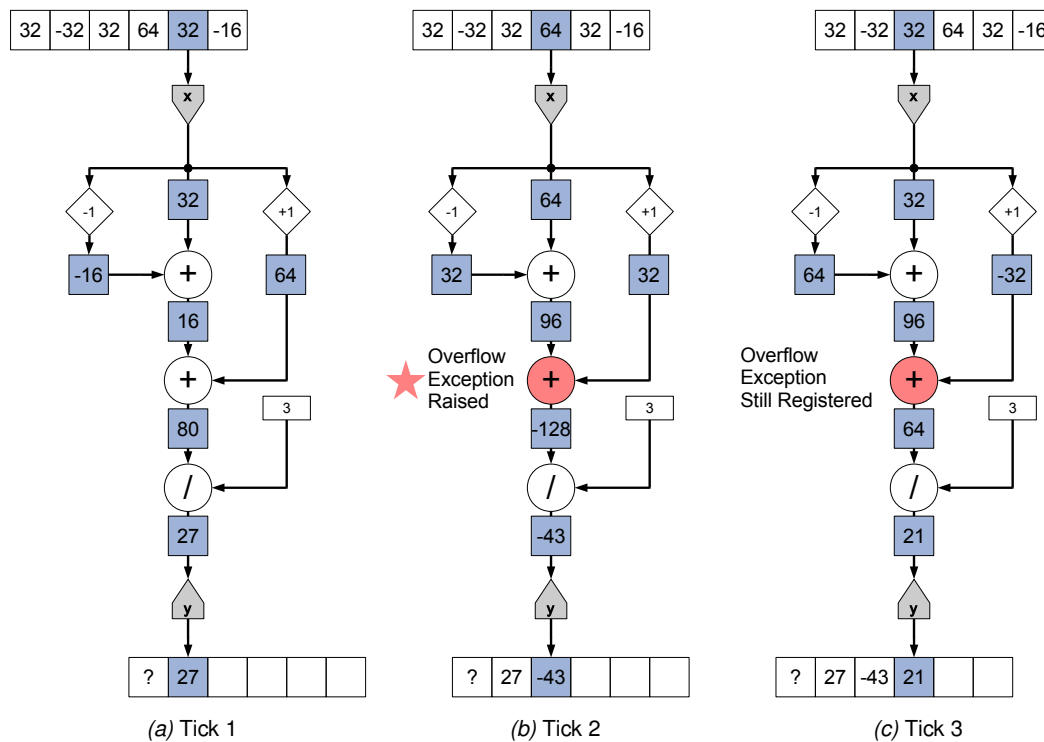 32 -32 32 64 32 -16
x
-1
32
+1
-16
+
64
16
+
3
80
/
27
y
? 27
(a) Tick 1
32 -32 32 64 32 -16
x
-1
64
+1
32
+
32
96
Overflow
Exception
Raised
+
3
-128
/
-43
y
? 27 -43
(b) Tick 2
32 -32 32 64 32 -16
x
-1
32
+1
64
+
-32
96
Overflow
Exception
Still Registered
+
3
64
/
21
y
? 27 -43 21
(c) Tick 3